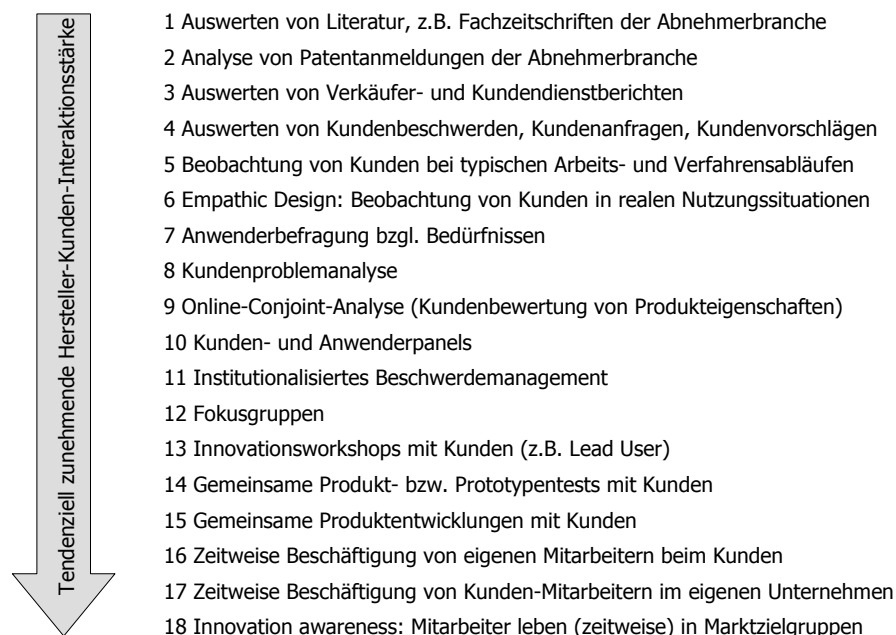 Tendenziell zunehmende Hersteller-Kunden-Interaktionsstärke
1 Auswerten von Literatur, z.B. Fachzeitschriften der Abnehmerbranche
2 Analyse von Patentanmeldungen der Abnehmerbranche
3 Auswerten von Verkäufer- und Kundendienstberichten
4 Auswerten von Kundenbeschwerden, Kundenanfragen, Kundenvorschlägen
5 Beobachtung von Kunden bei typischen Arbeits- und Verfahrensabläufen
6 Empathic Design: Beobachtung von Kunden in realen Nutzungssituationen
7 Anwenderbefragung bzgl. Bedürfnissen
8 Kundenproblemanalyse
9 Online-Conjoint-Analyse (Kundenbewertung von Produkteigenschaften)
10 Kunden- und Anwenderpanels
11 Institutionalisiertes Beschwerdemanagement
12 Fokusgruppen
13 Innovationsworkshops mit Kunden (z.B. Lead User)
14 Gemeinsame Produkt- bzw. Prototypentests mit Kunden
15 Gemeinsame Produktentwicklungen mit Kunden
16 Zeitweise Beschäftigung von eigenen Mitarbeitern beim Kunden
17 Zeitweise Beschäftigung von Kunden-Mitarbeitern im eigenen Unternehmen
18 Innovation awareness: Mitarbeiter leben (zeitweise) in Marktzielgruppen